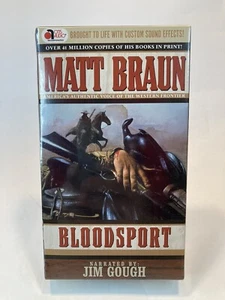 BROUGHT TO LIFE WITH CUSTOM SOUND EFFECTS!
OVER 41 MILLION COPIES OF HIS BOOKS IN PRINT!
MATT BRAUN
AMERICA'S AUTHENTIC VOICE OF THE WESTERN FRONTIER
BLOODSPORT
NARRATED BY:
JIM GOUGH